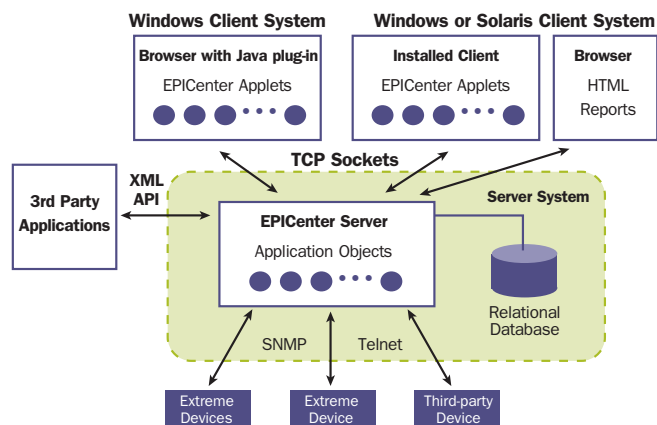 Windows Client System
Windows or Solaris Client System
Browser with Java plug-in
EPICenter Applets
Installed Client
EPICenter Applets
Browser
HTML
Reports
TCP Sockets
3rd Party
Applications
XML
API
EPICenter Server
Application Objects
Server System
Relational
Database
SNMP
Telnet
Extreme
Devices
Extreme
Device
Third-party
Device